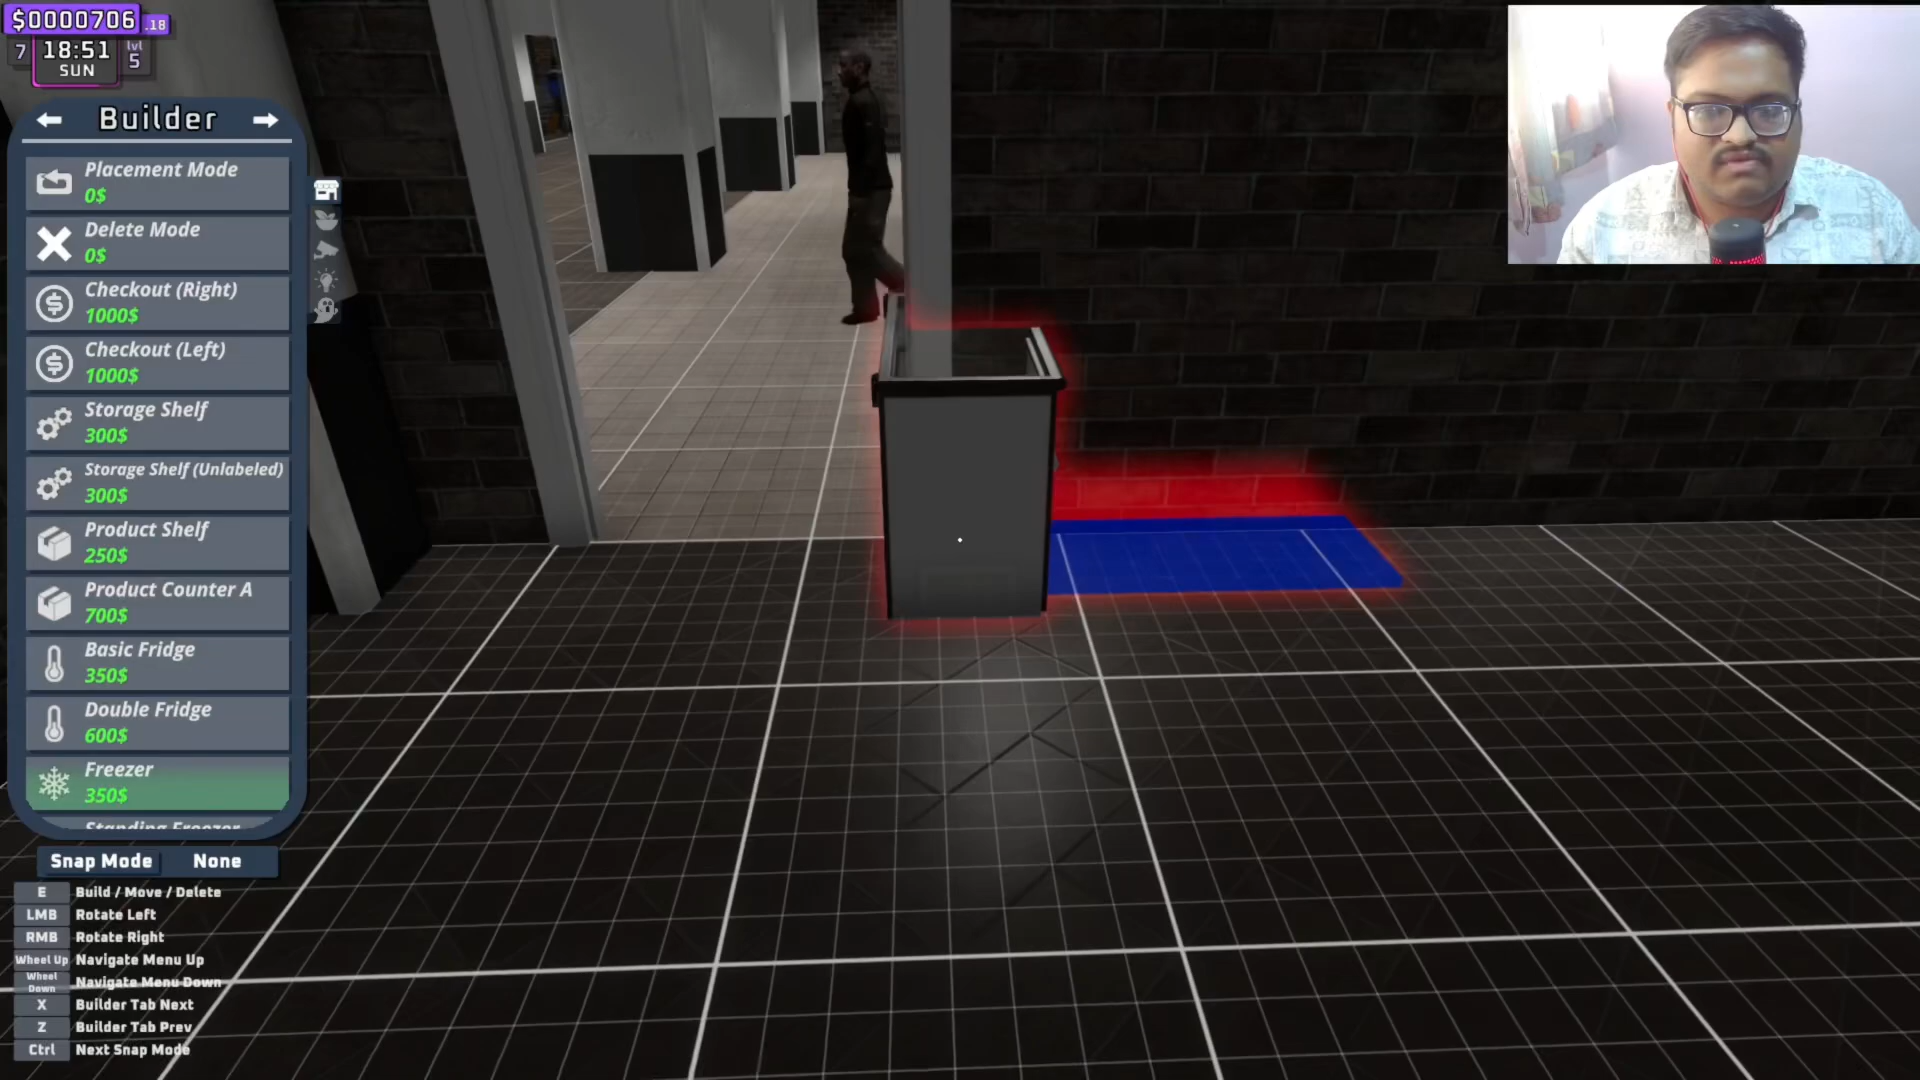 $0000706 .18
7 18:51 lvl
SUN 5
Builder
Placement Mode
0$
Delete Mode
0$
Checkout (Right)
1000$
Checkout (Left)
1000$
Storage Shelf
300$
Storage Shelf (Unlabeled)
300$
Product Shelf
250$
Product Counter A
700$
Basic Fridge
350$
Double Fridge
600$
Freezer
350$
Standing Freezer
Snap Mode None
E Build / Move / Delete
LMB Rotate Left
RMB Rotate Right
Wheel Up Navigate Menu Up
Wheel Down Navigate Menu Down
X Builder Tab Next
Z Builder Tab Prev
Ctrl Next Snap Mode